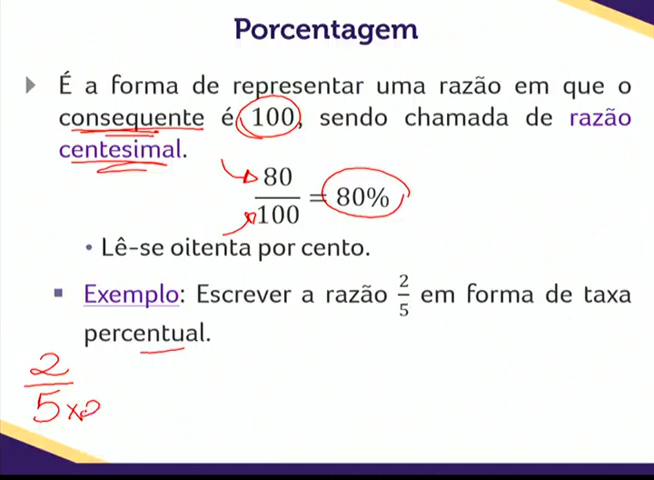 Porcentagem
É a forma de representar uma razão em que o
consequente é 100, sendo chamada de razão
centesimal.
80
100
= 80%
• Lê-se oitenta por cento.
Exemplo: Escrever a razão 2/5 em forma de taxa
percentual.
2
5 x